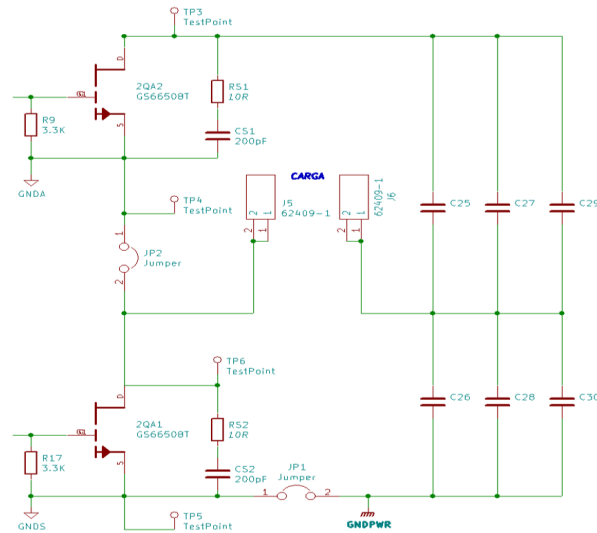 TP3
TestPoint
D
2QA2
GS66508T
G1
S
RS1
10R
R9
3.3K
CS1
200pF
GNDA
CARGA
TP4
TestPoint
J5
62409-1
2
1
62409-1
J6
2
1
C25
C27
C29
1
JP2
Jumper
2
TP6
TestPoint
D
2QA1
GS66508T
G1
S
RS2
10R
C26
C28
C30
R17
3.3K
CS2
200pF
JP1
Jumper
1
2
GNDS
TP5
TestPoint
GNDPWR